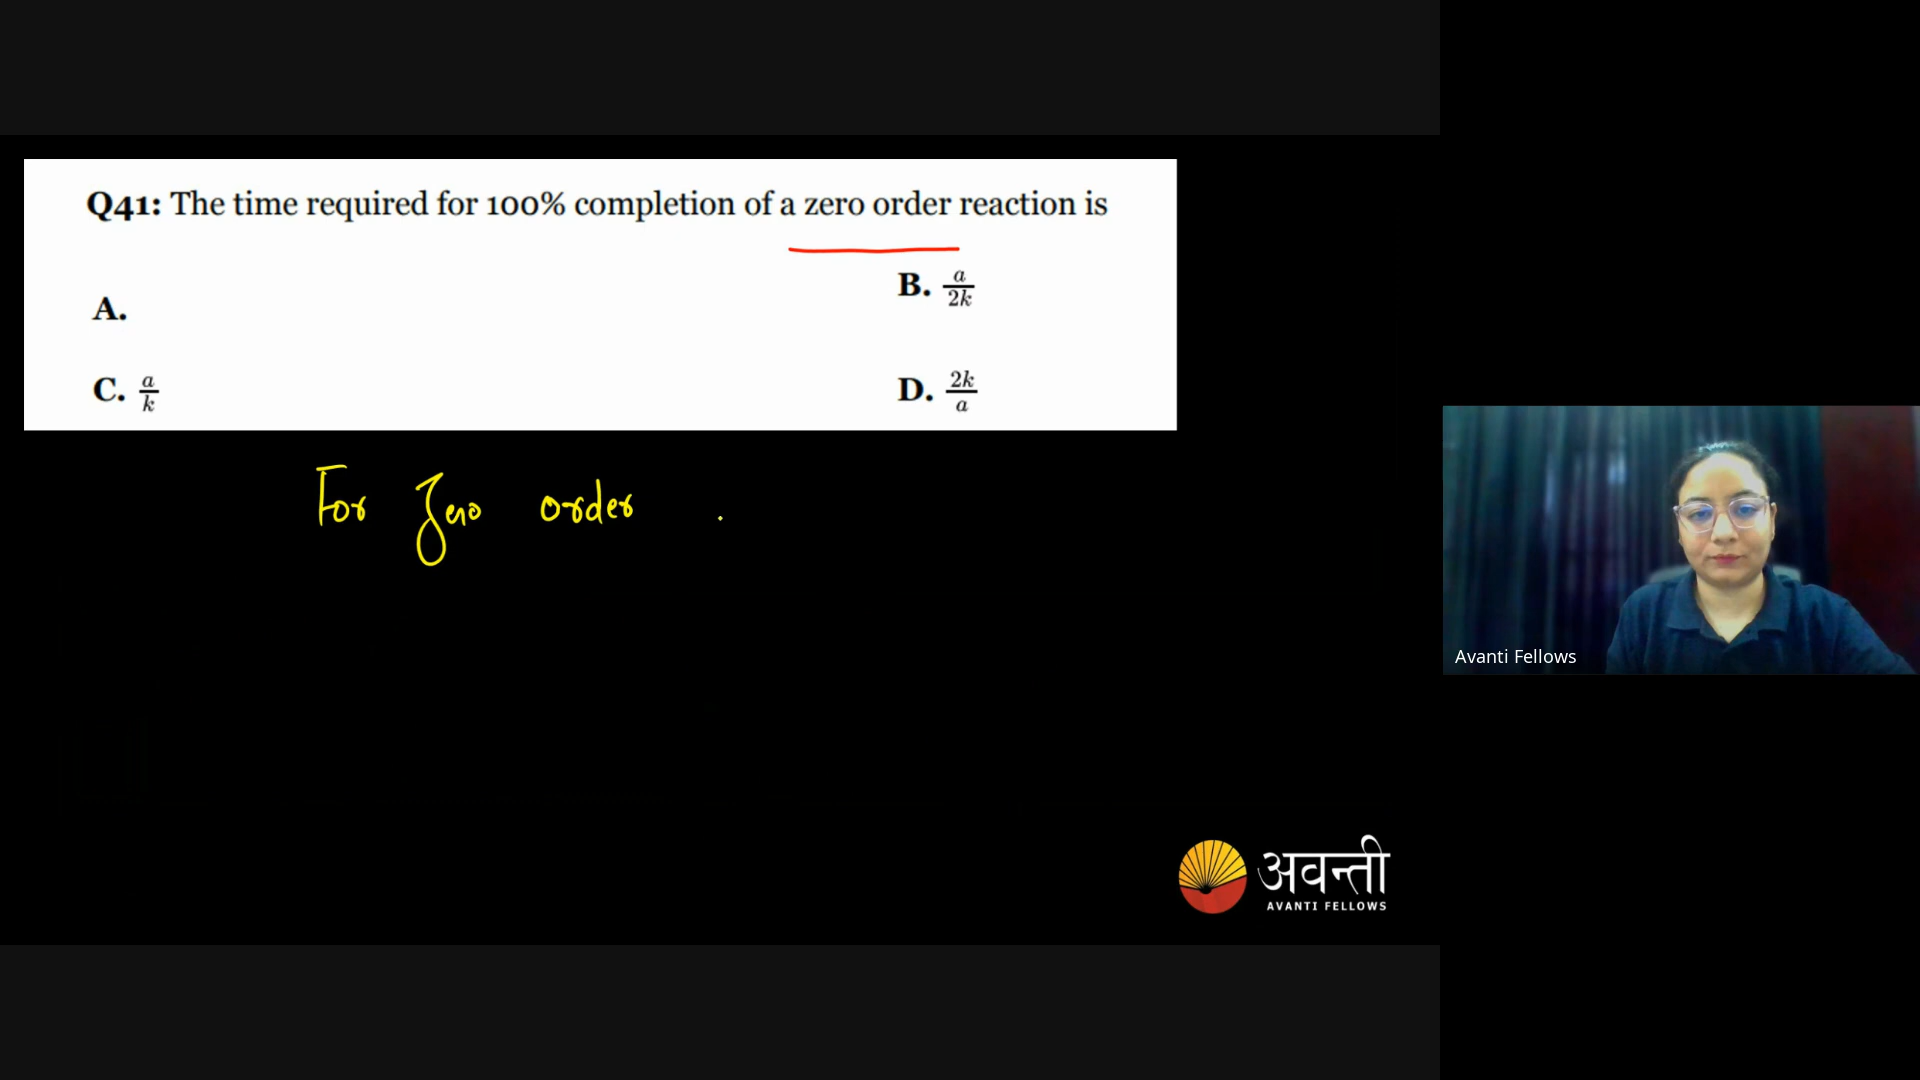 Q41: The time required for 100% completion of a zero order reaction is
A.
B. a/2k
C. a/k
D. 2k/a
For Zero order .
Avanti Fellows
अवन्ती
AVANTI FELLOWS